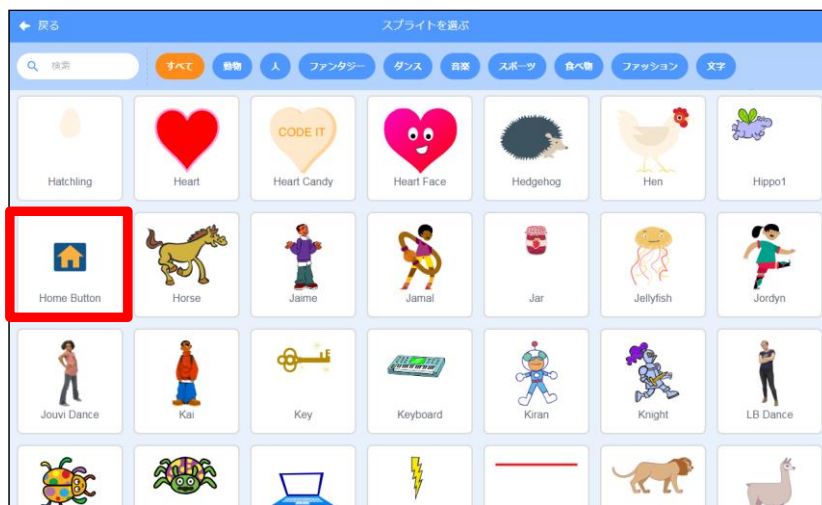 戻る
スプライトを選ぶ
検索
すべて 動物 人 ファンタジー ダンス 音楽 スポーツ 食べ物 ファッション 文字
CODE IT
Hatchling Heart Heart Candy Heart Face Hedgehog Hen Hippo1
Home Button Horse Jaime Jamal Jar Jellyfish Jordyn
Jouvi Dance Kai Key Keyboard Kiran Knight LB Dance